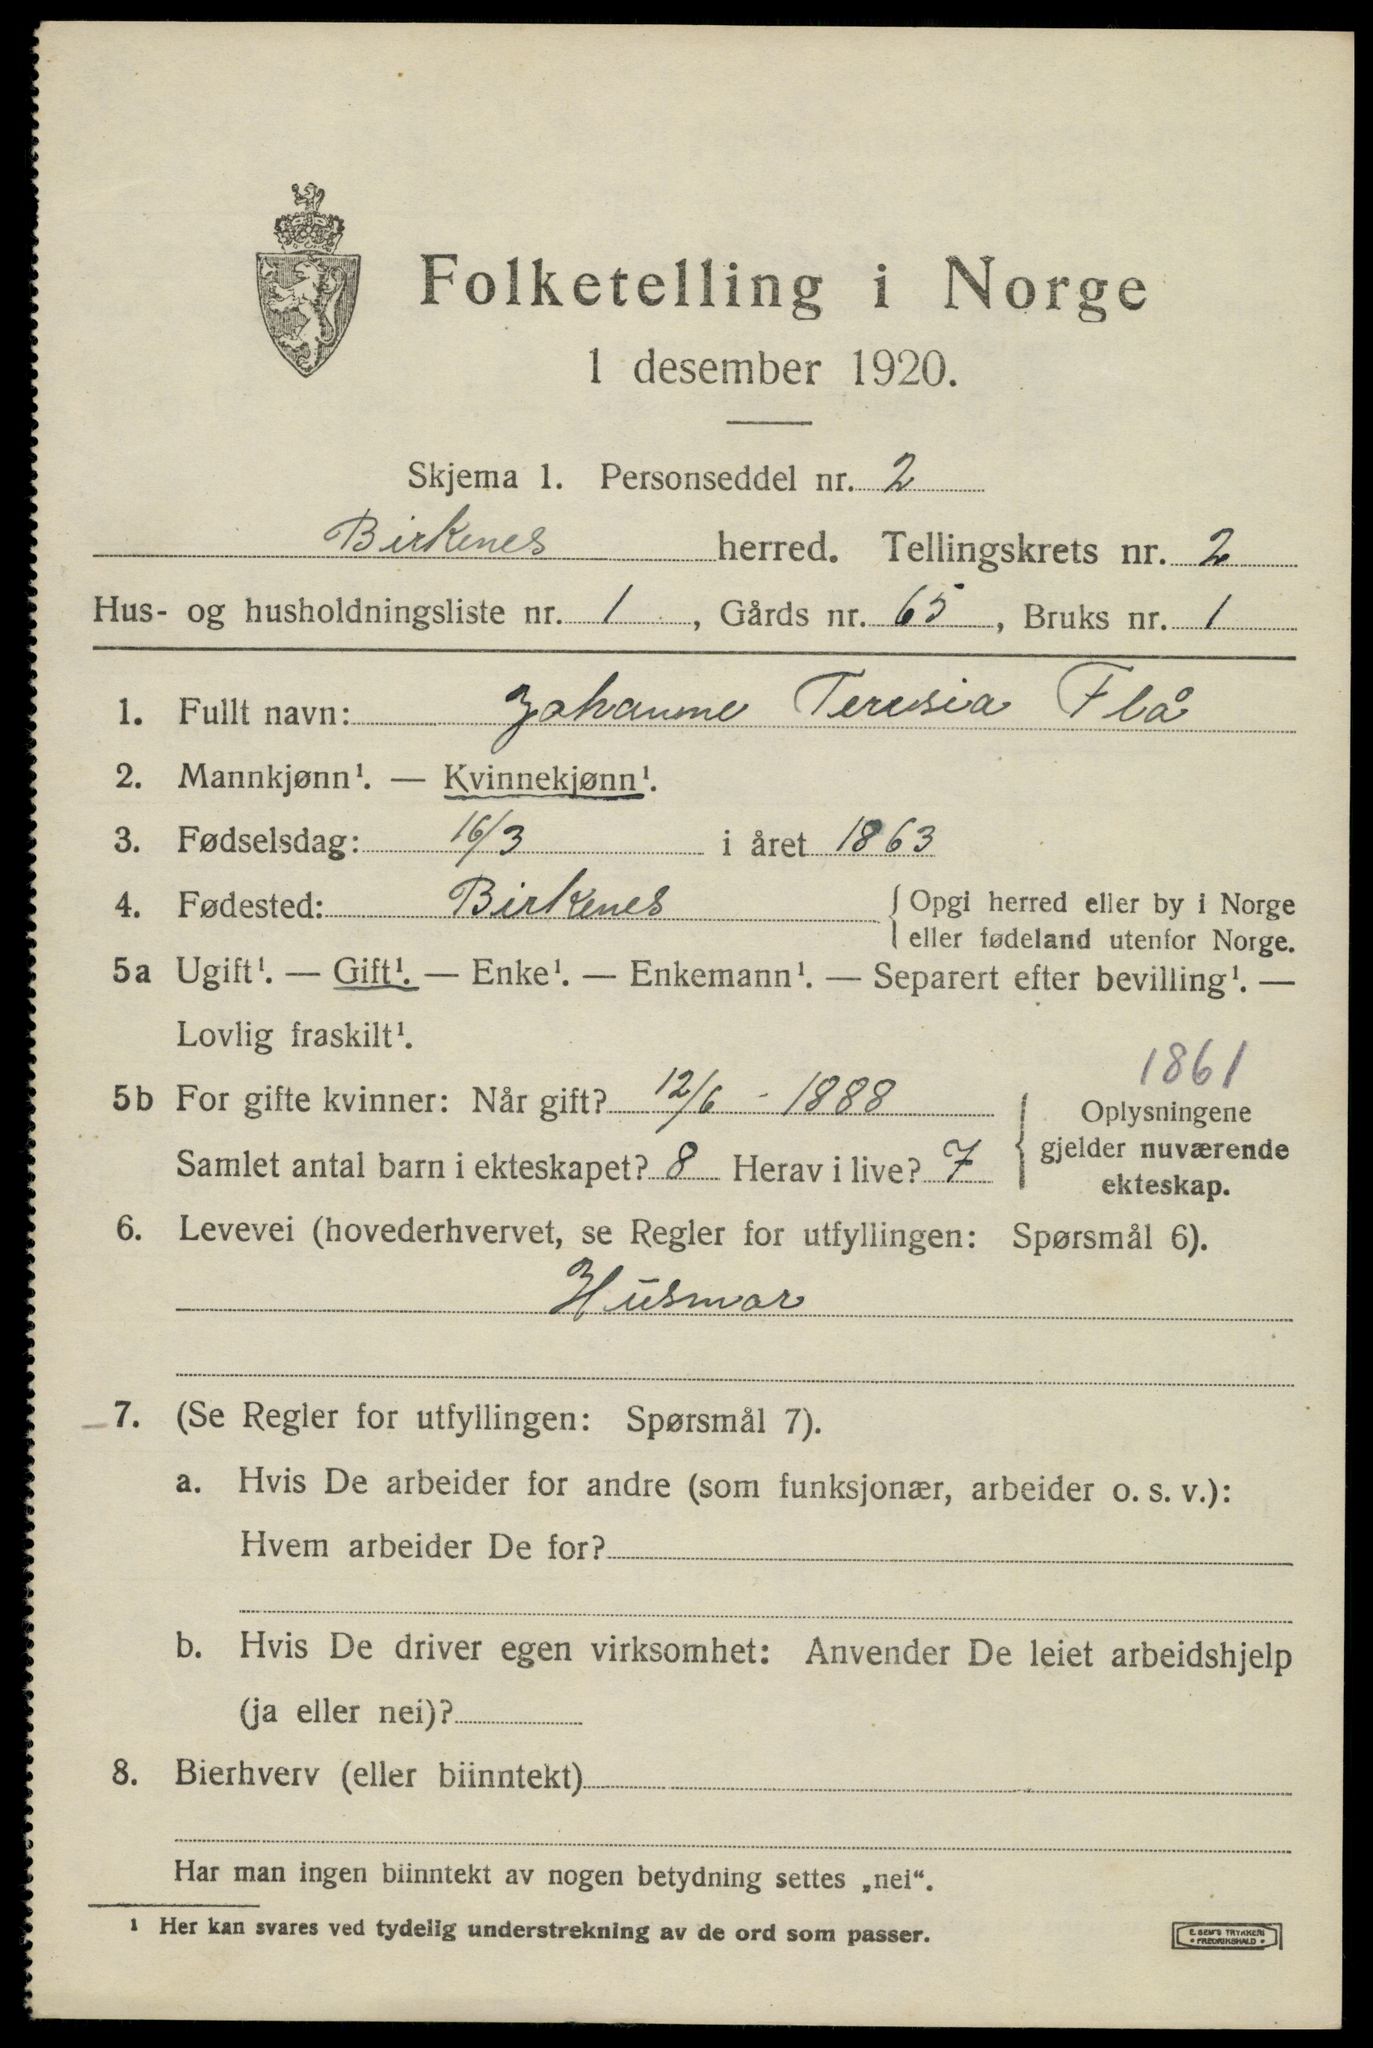 Folketelling i Norge
1 desember 1920.
Skjema 1. Personseddel nr. 2
Birkenes herred. Tellingskrets nr. 2
Hus- og husholdningsliste nr. 1, Gårds nr. 65, Bruks nr. 1
1. Fullt navn: Johanne Teresia Flå
2. Mannkjønn¹. — Kvinnekjønn¹.
3. Fødselsdag: 16/3 i året 1863
4. Fødested: Birkenes { Opgi herred eller by i Norge
eller fødeland utenfor Norge.
5a Ugift¹. — Gift¹. — Enke¹. — Enkemann¹. — Separert efter bevilling¹. —
Lovlig fraskilt¹.
1861
5b For gifte kvinner: Når gift? 12/6 - 1888 { Oplysningene
gjelder nuværende
Samlet antal barn i ekteskapet? 8 Herav i live? 7
ekteskap.
6. Levevei (hovederhvervet, se Regler for utfyllingen: Spørsmål 6).
Husmor
7. (Se Regler for utfyllingen: Spørsmål 7).
a. Hvis De arbeider for andre (som funksjonær, arbeider o. s. v.):
Hvem arbeider De for?
b. Hvis De driver egen virksomhet: Anvender De leiet arbeidshjelp
(ja eller nei)?
8. Bierhverv (eller biinntekt)
Har man ingen biinntekt av nogen betydning settes „nei“.
¹ Her kan svares ved tydelig understrekning av de ord som passer.
E. SEM'S TRYKKERI
• FREDRIKSHALD •